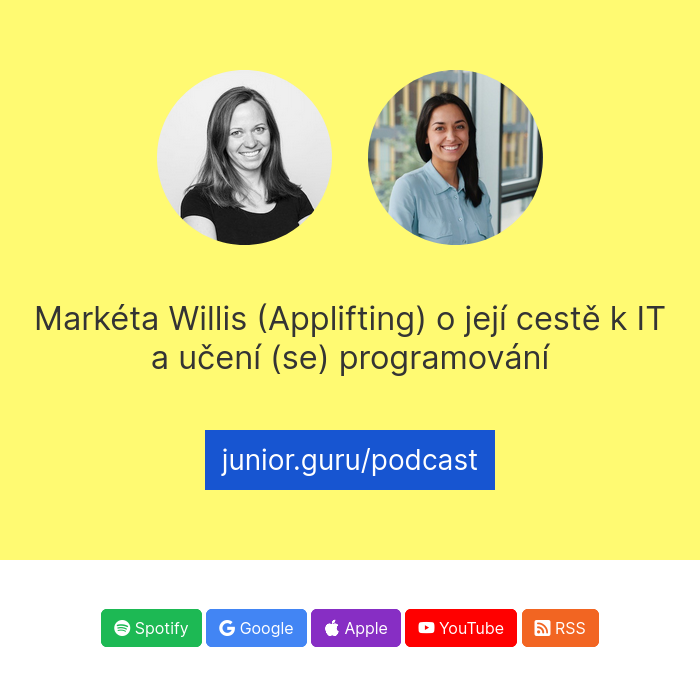 Markéta Willis (Applifting) o její cestě k IT
a učení (se) programování
junior.guru/podcast
Spotify
Google
Apple
YouTube
RSS